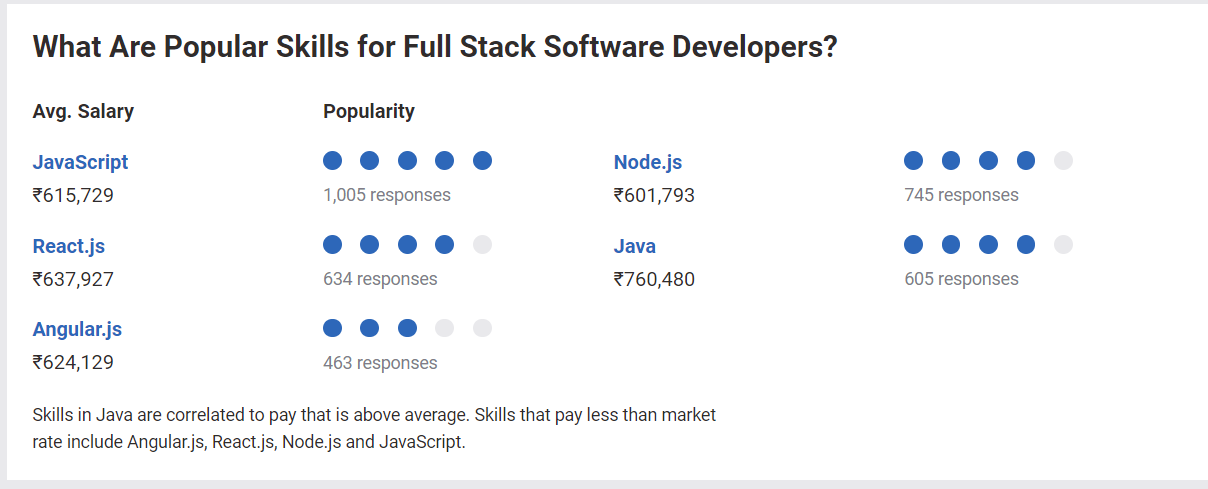 What Are Popular Skills for Full Stack Software Developers?
Avg. Salary
Popularity
JavaScript
₹615,729
1,005 responses
Node.js
₹601,793
745 responses
React.js
₹637,927
634 responses
Java
₹760,480
605 responses
Angular.js
₹624,129
463 responses
Skills in Java are correlated to pay that is above average. Skills that pay less than market
rate include Angular.js, React.js, Node.js and JavaScript.